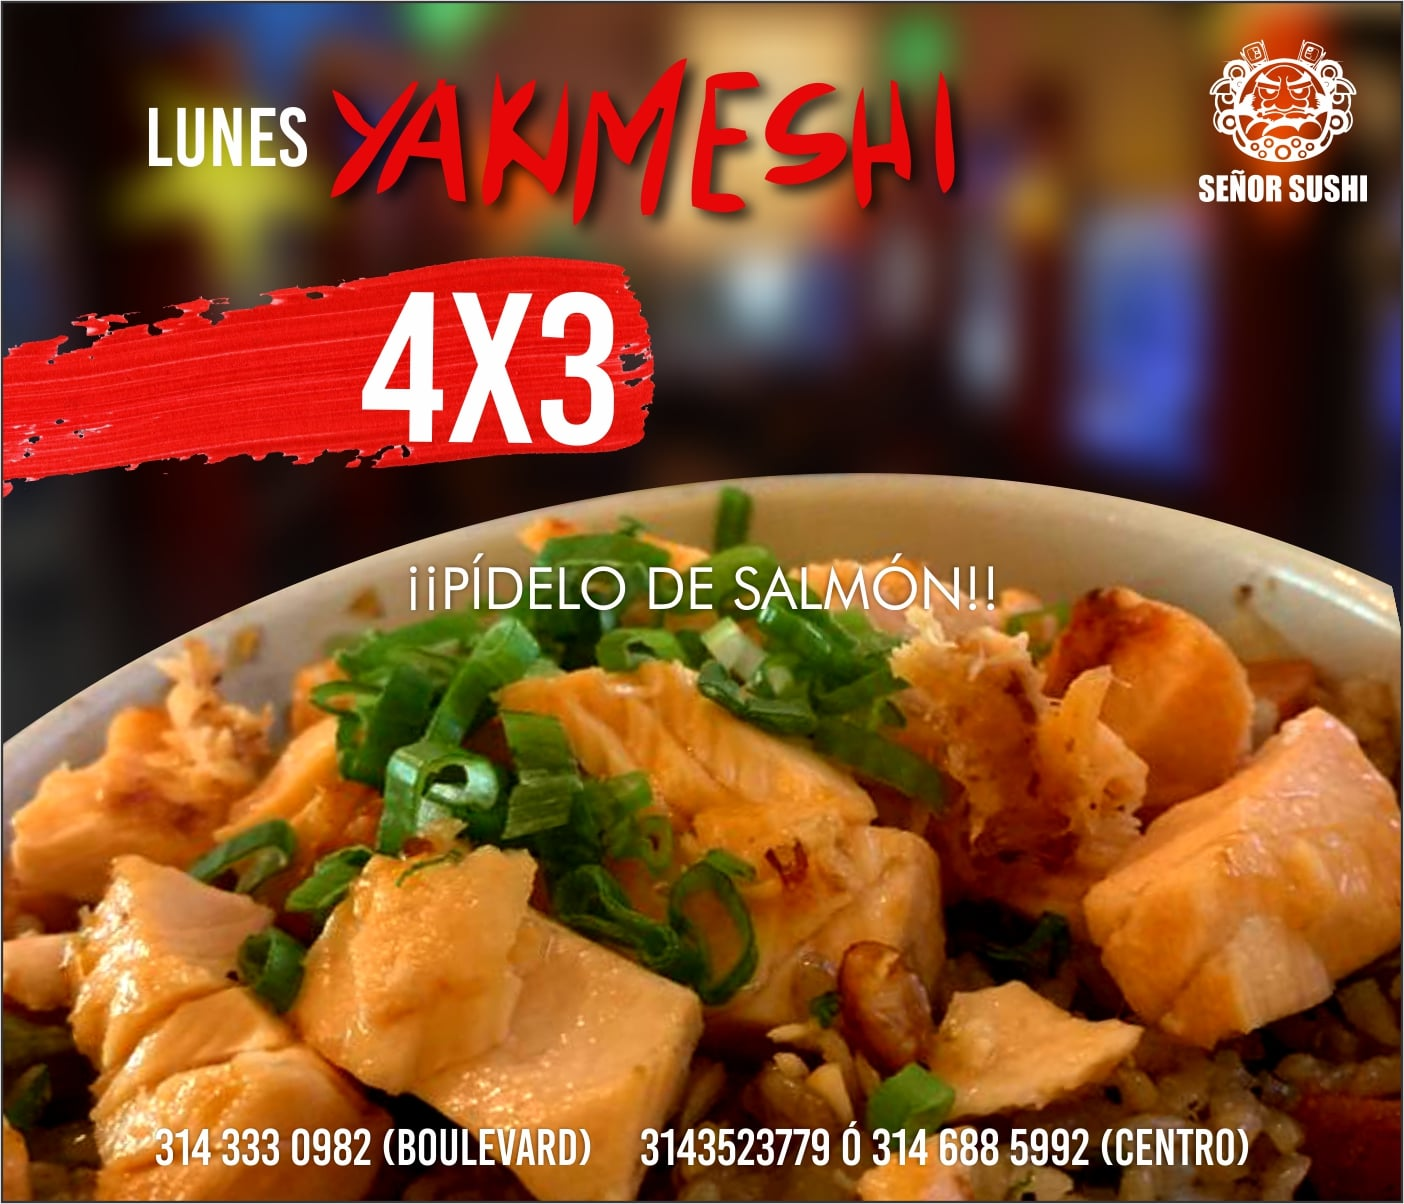 LUNES YAKIMESHI
SEÑOR SUSHI
4X3
¡¡PÍDELO DE SALMÓN!!
314 333 0982 (BOULEVARD) 3143523779 Ó 314 688 5992 (CENTRO)